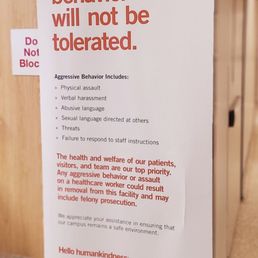 behavior
will not be
tolerated.
Do
Not
Bloc
Aggressive Behavior Includes:
• Physical assault
• Verbal harassment
• Abusive language
• Sexual language directed at others
• Threats
• Failure to respond to staff instructions
The health and welfare of our patients,
visitors, and team are our top priority.
Any aggressive behavior or assault
on a healthcare worker could result
in removal from this facility and may
include felony prosecution.
We appreciate your assistance in ensuring that
our campus remains a safe environment.
Hello humankindness